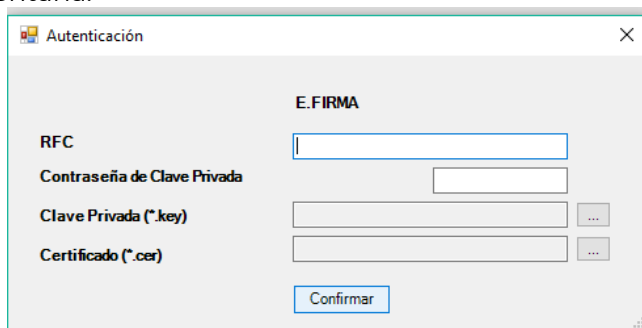 Autenticación
E.FIRMA
RFC
Contraseña de Clave Privada
Clave Privada (*.key)
...
Certificado (*.cer)
...
Confirmar